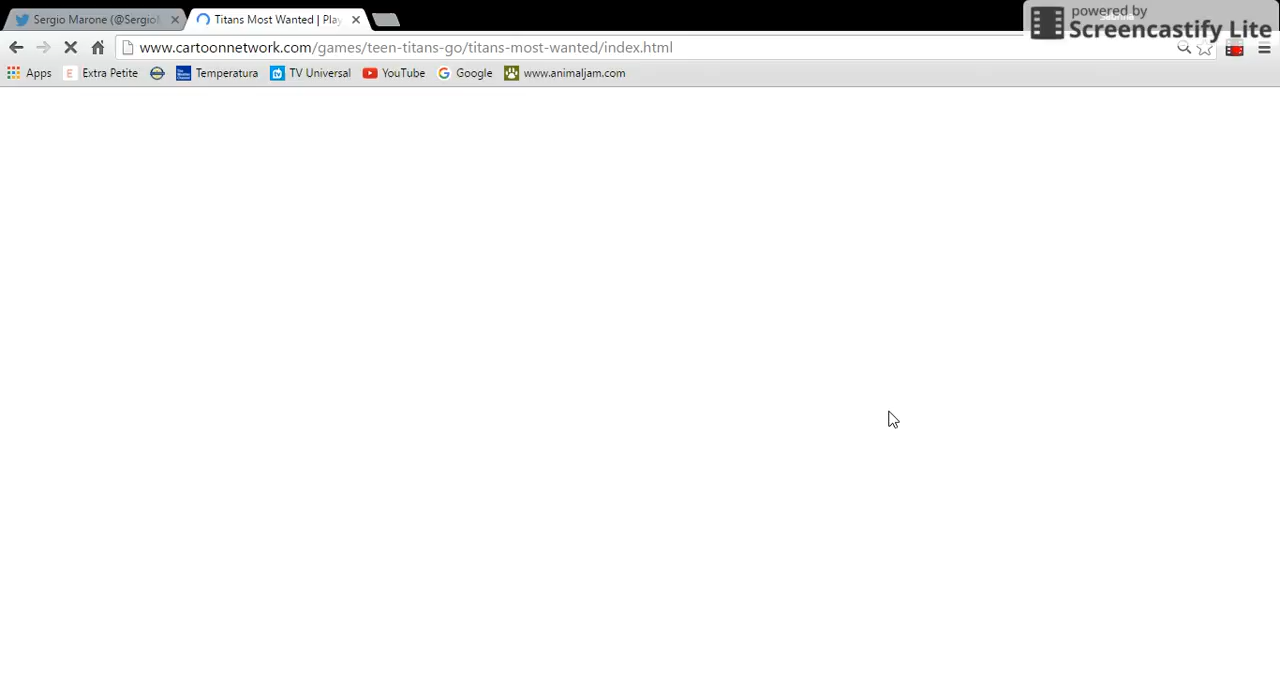 Sergio Marone (@Sergiol
Titans Most Wanted | Play
powered by
Screencastify Lite
www.cartoonnetwork.com/games/teen-titans-go/titans-most-wanted/index.html
Apps
E Extra Petite
Temperatura
TV Universal
YouTube
Google
www.animaljam.com